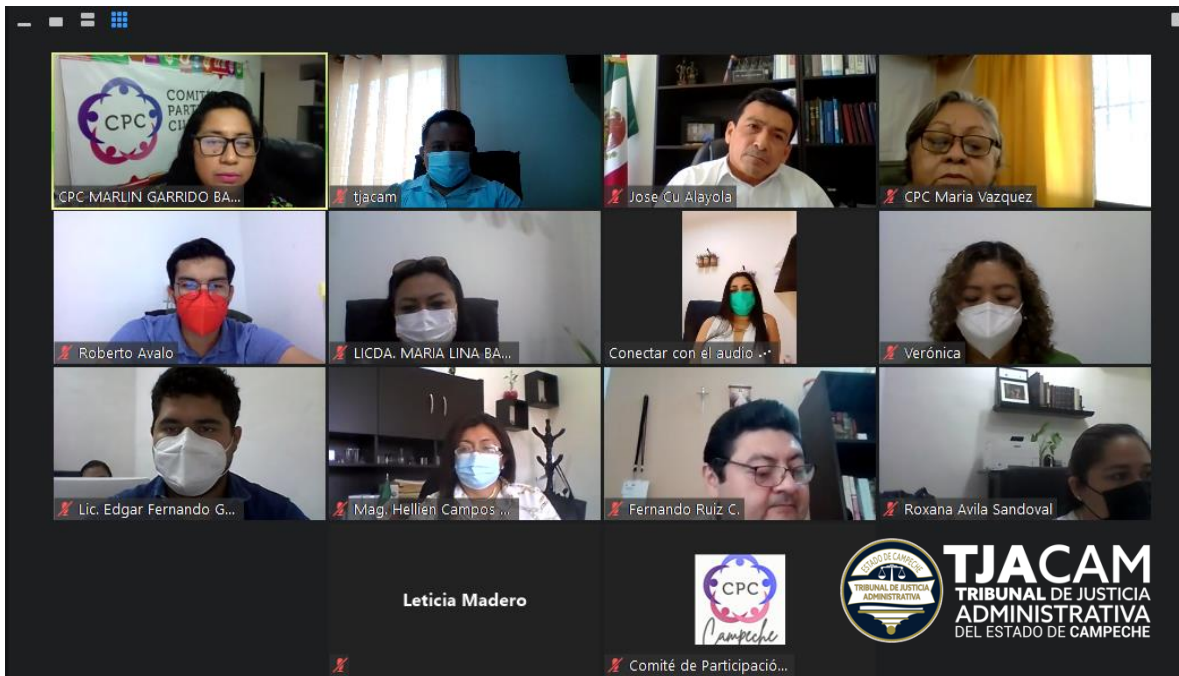 CPC
COMIT
PART
CIU
CPC MARLIN GARRIDO BA...
tjacam
Jose Cu Alayola
CPC Maria Vazquez
Roberto Avalo
LICDA. MARIA LINA BA...
Conectar con el audio ...
Verónica
Lic. Edgar Fernando G...
Mag. Hellien Campos ...
Fernando Ruiz C.
Roxana Avila Sandoval
Leticia Madero
CPC
Campeche
Comité de Participació...
ESTADO DE CAMPECHE
TRIBUNAL DE JUSTICIA
ADMINISTRATIVA
TJACAM
TRIBUNAL DE JUSTICIA
ADMINISTRATIVA
DEL ESTADO DE CAMPECHE